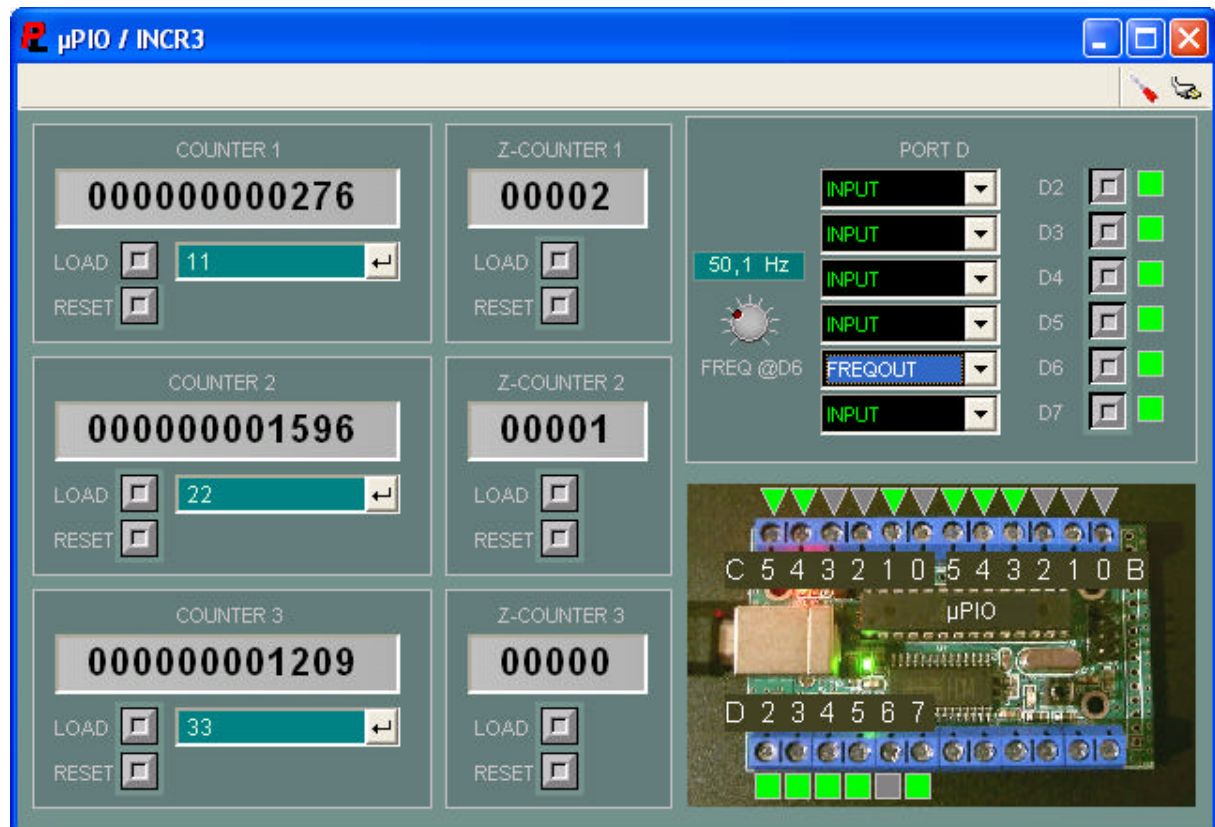 µPIO / INCR3
COUNTER 1
000000000276
LOAD 11
RESET
Z-COUNTER 1
00002
LOAD
RESET
COUNTER 2
000000001596
LOAD 22
RESET
Z-COUNTER 2
00001
LOAD
RESET
COUNTER 3
000000001209
LOAD 33
RESET
Z-COUNTER 3
00000
LOAD
RESET
PORT D
INPUT D2
INPUT D3
50,1 Hz
INPUT D4
INPUT D5
FREQ @D6 FREQOUT D6
INPUT D7
C 5 4 3 2 1 0 5 4 3 2 1 0 B
µPIO
D 2 3 4 5 6 7